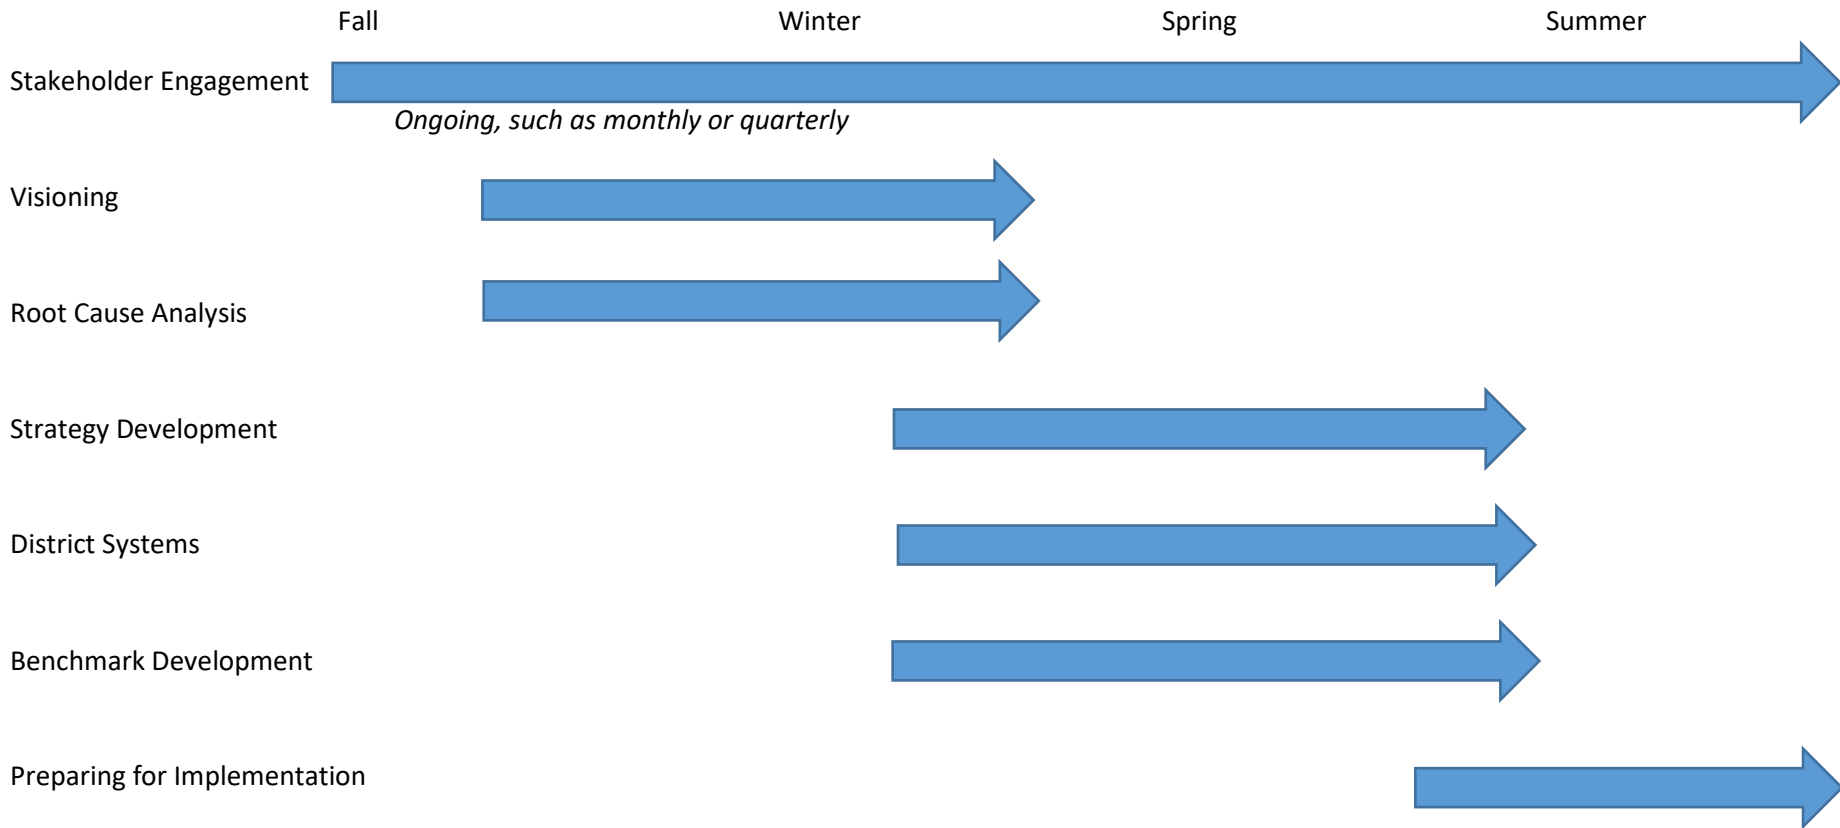 Fall Winter Spring Summer
Stakeholder Engagement
Ongoing, such as monthly or quarterly
Visioning
Root Cause Analysis
Strategy Development
District Systems
Benchmark Development
Preparing for Implementation